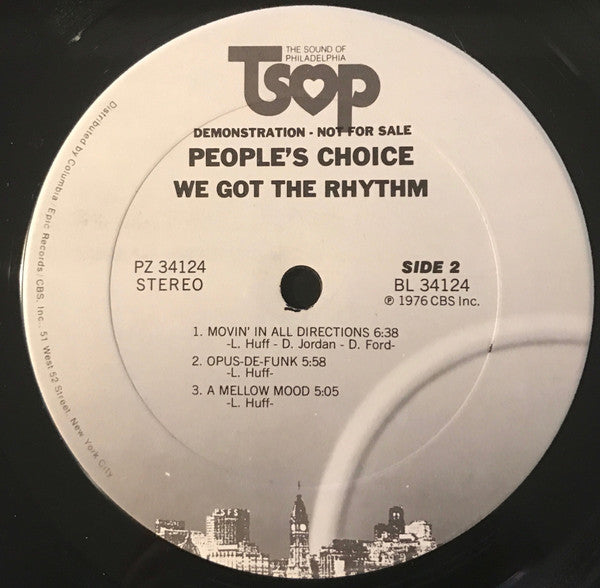 THE SOUND OF
PHILADELPHIA
TSOP
DEMONSTRATION - NOT FOR SALE
PEOPLE'S CHOICE
WE GOT THE RHYTHM
PZ 34124
STEREO
SIDE 2
BL 34124
℗ 1976 CBS Inc.
1. MOVIN' IN ALL DIRECTIONS 6:38
-L. Huff - D. Jordan - D. Ford-
2. OPUS-DE-FUNK 5:58
-L. Huff-
3. A MELLOW MOOD 5:05
-L. Huff-
Distributed by Columbia/Epic Records/CBS, Inc., 51 West 52 Street, New York City
PSFS